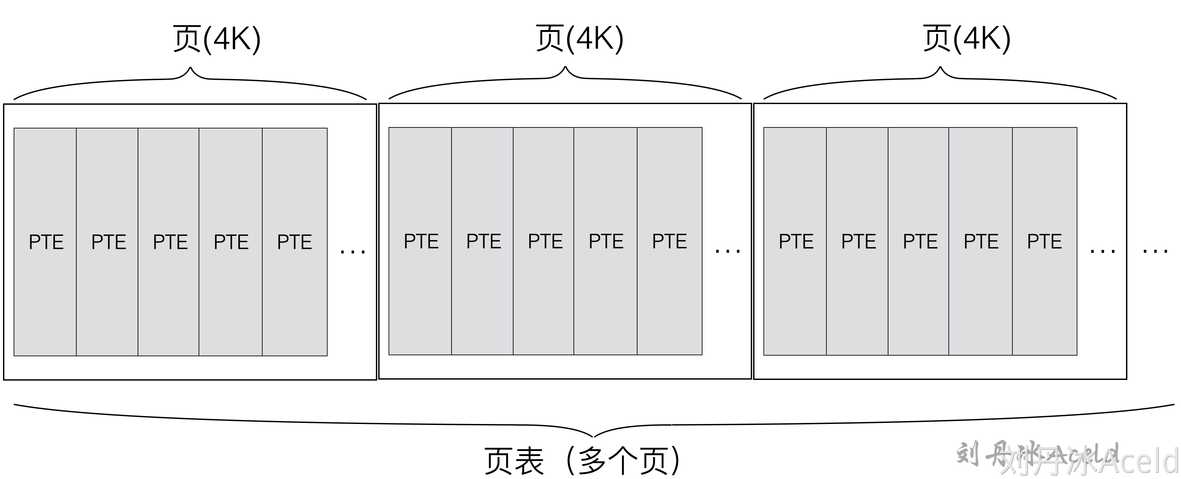 页(4K) 页(4K) 页(4K)
PTE PTE PTE PTE PTE ... PTE PTE PTE PTE PTE ... PTE PTE PTE PTE PTE ... ...
页表（多个页）
刘丹冰Aceld
刘丹冰Aceld